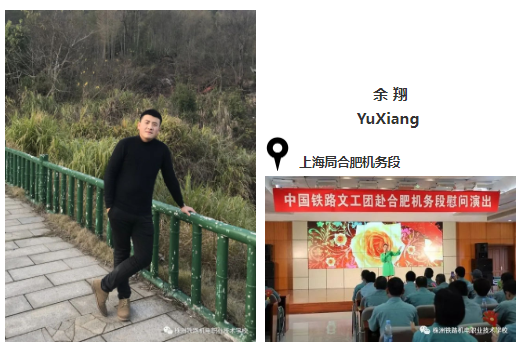 余 翔
YuXiang
上海局合肥机务段
中国铁路文工团赴合肥机务段慰问演出
株洲铁路机电职业技术学校
株洲铁路机电职业技术学校